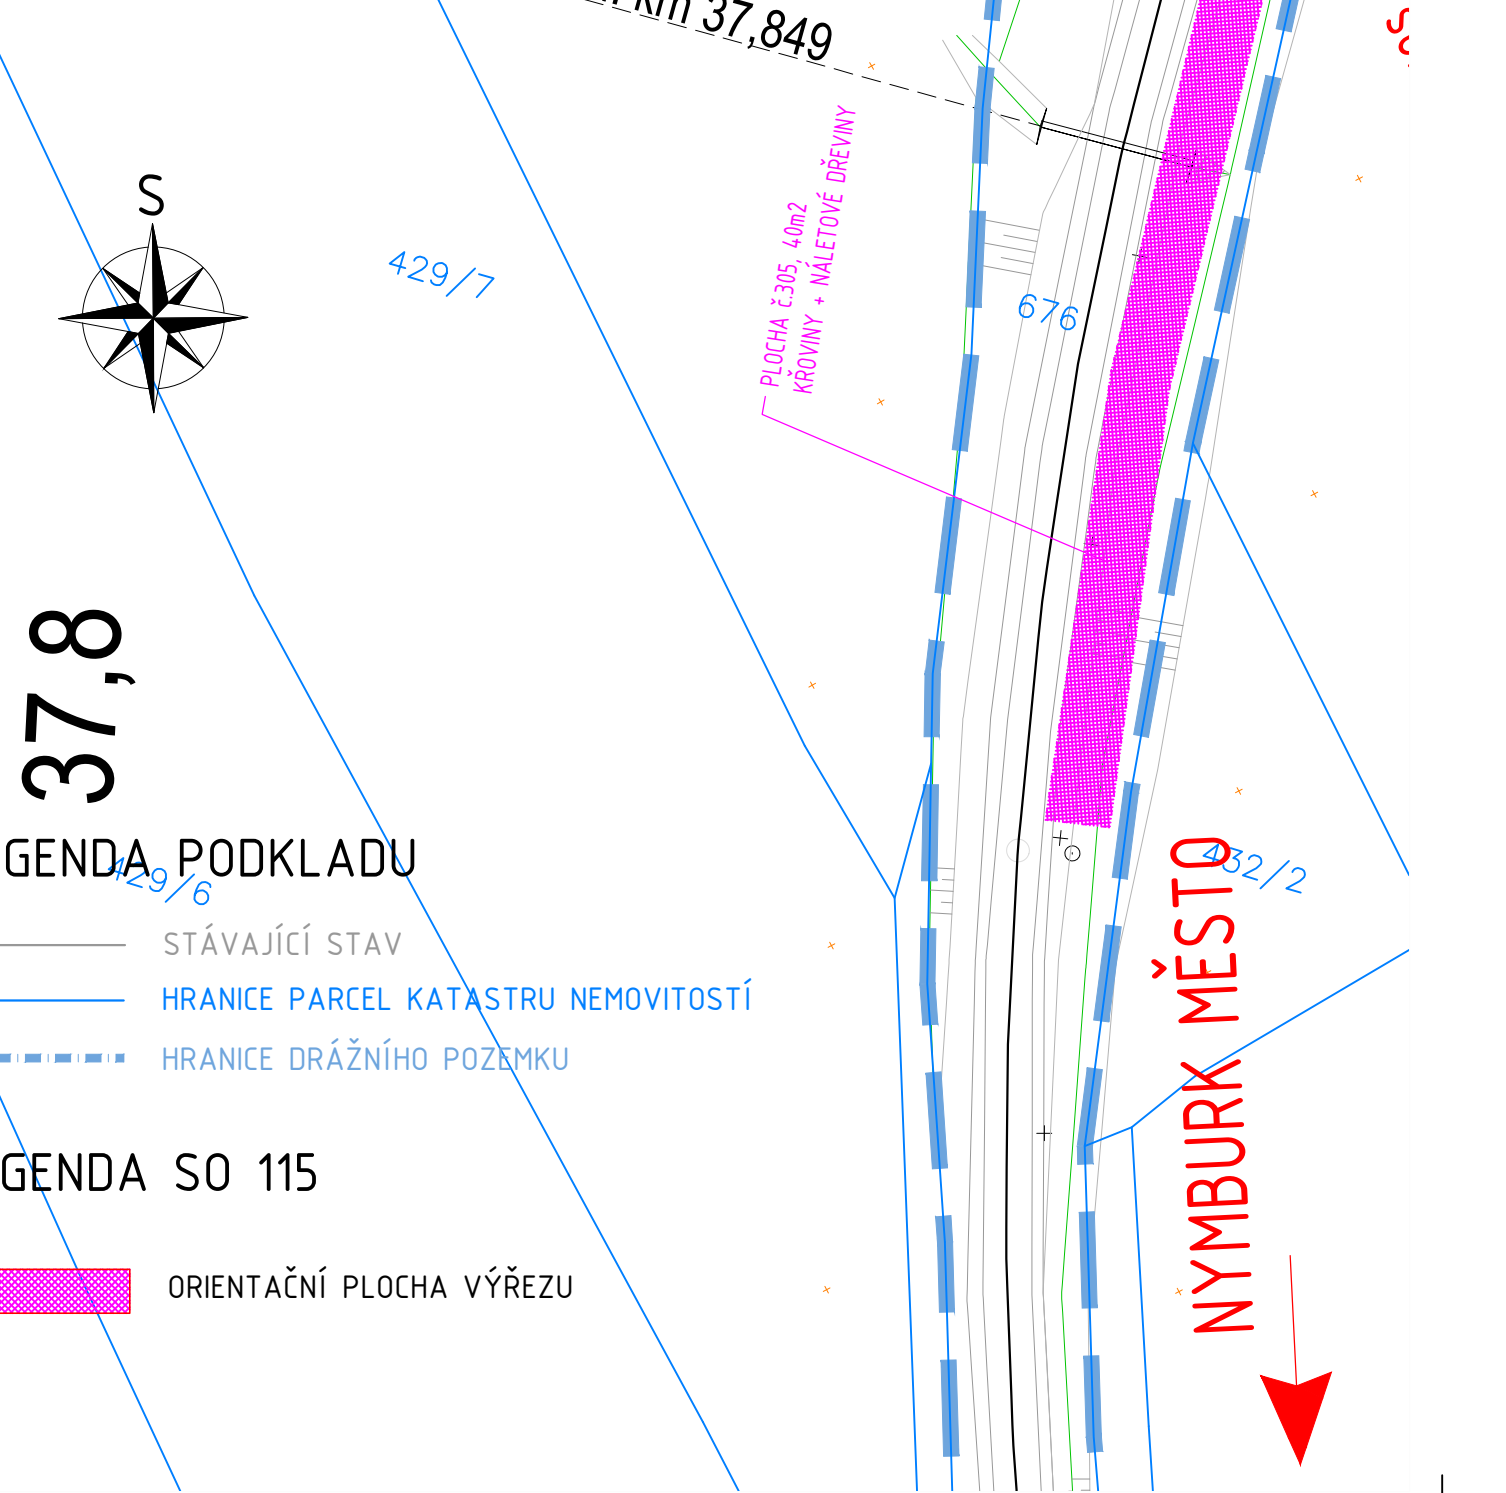 km 37,849
S
429/7
PLOCHA č.305, 40m2
KŘOVINY + NÁLETOVÉ DŘEVINY
676
37,8
GENDA PODKLADU
429/6
432/2
STÁVAJÍCÍ STAV
HRANICE PARCEL KATASTRU NEMOVITOSTÍ
HRANICE DRÁŽNÍHO POZEMKU
NYMBURK MĚSTO
GENDA SO 115
ORIENTAČNÍ PLOCHA VÝŘEZU